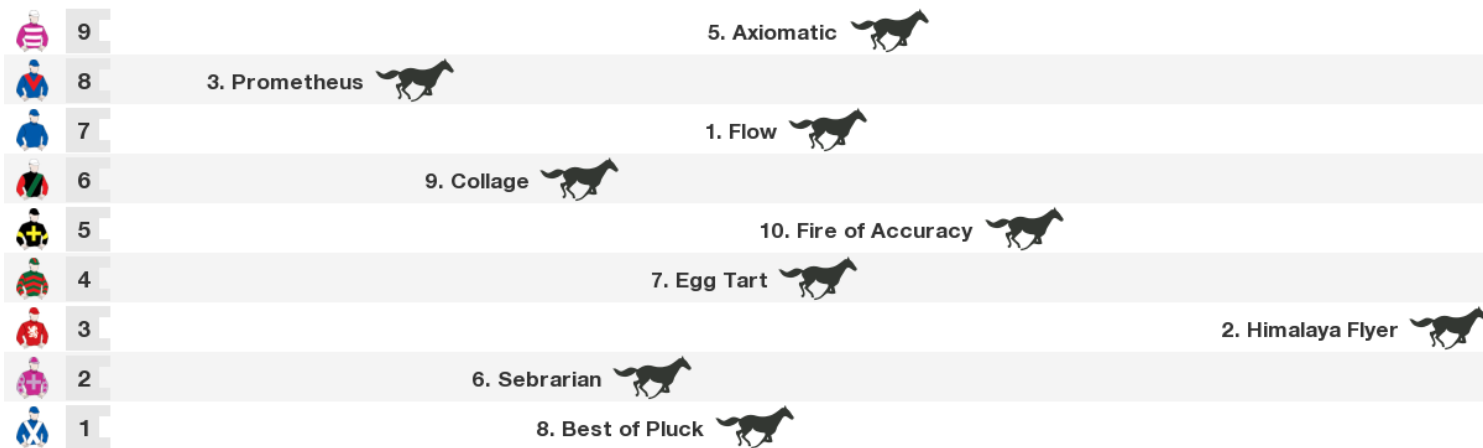 9 5. Axiomatic
8 3. Prometheus
7 1. Flow
6 9. Collage
5 10. Fire of Accuracy
4 7. Egg Tart
3 2. Himalaya Flyer
2 6. Sebrarian
1 8. Best of Pluck